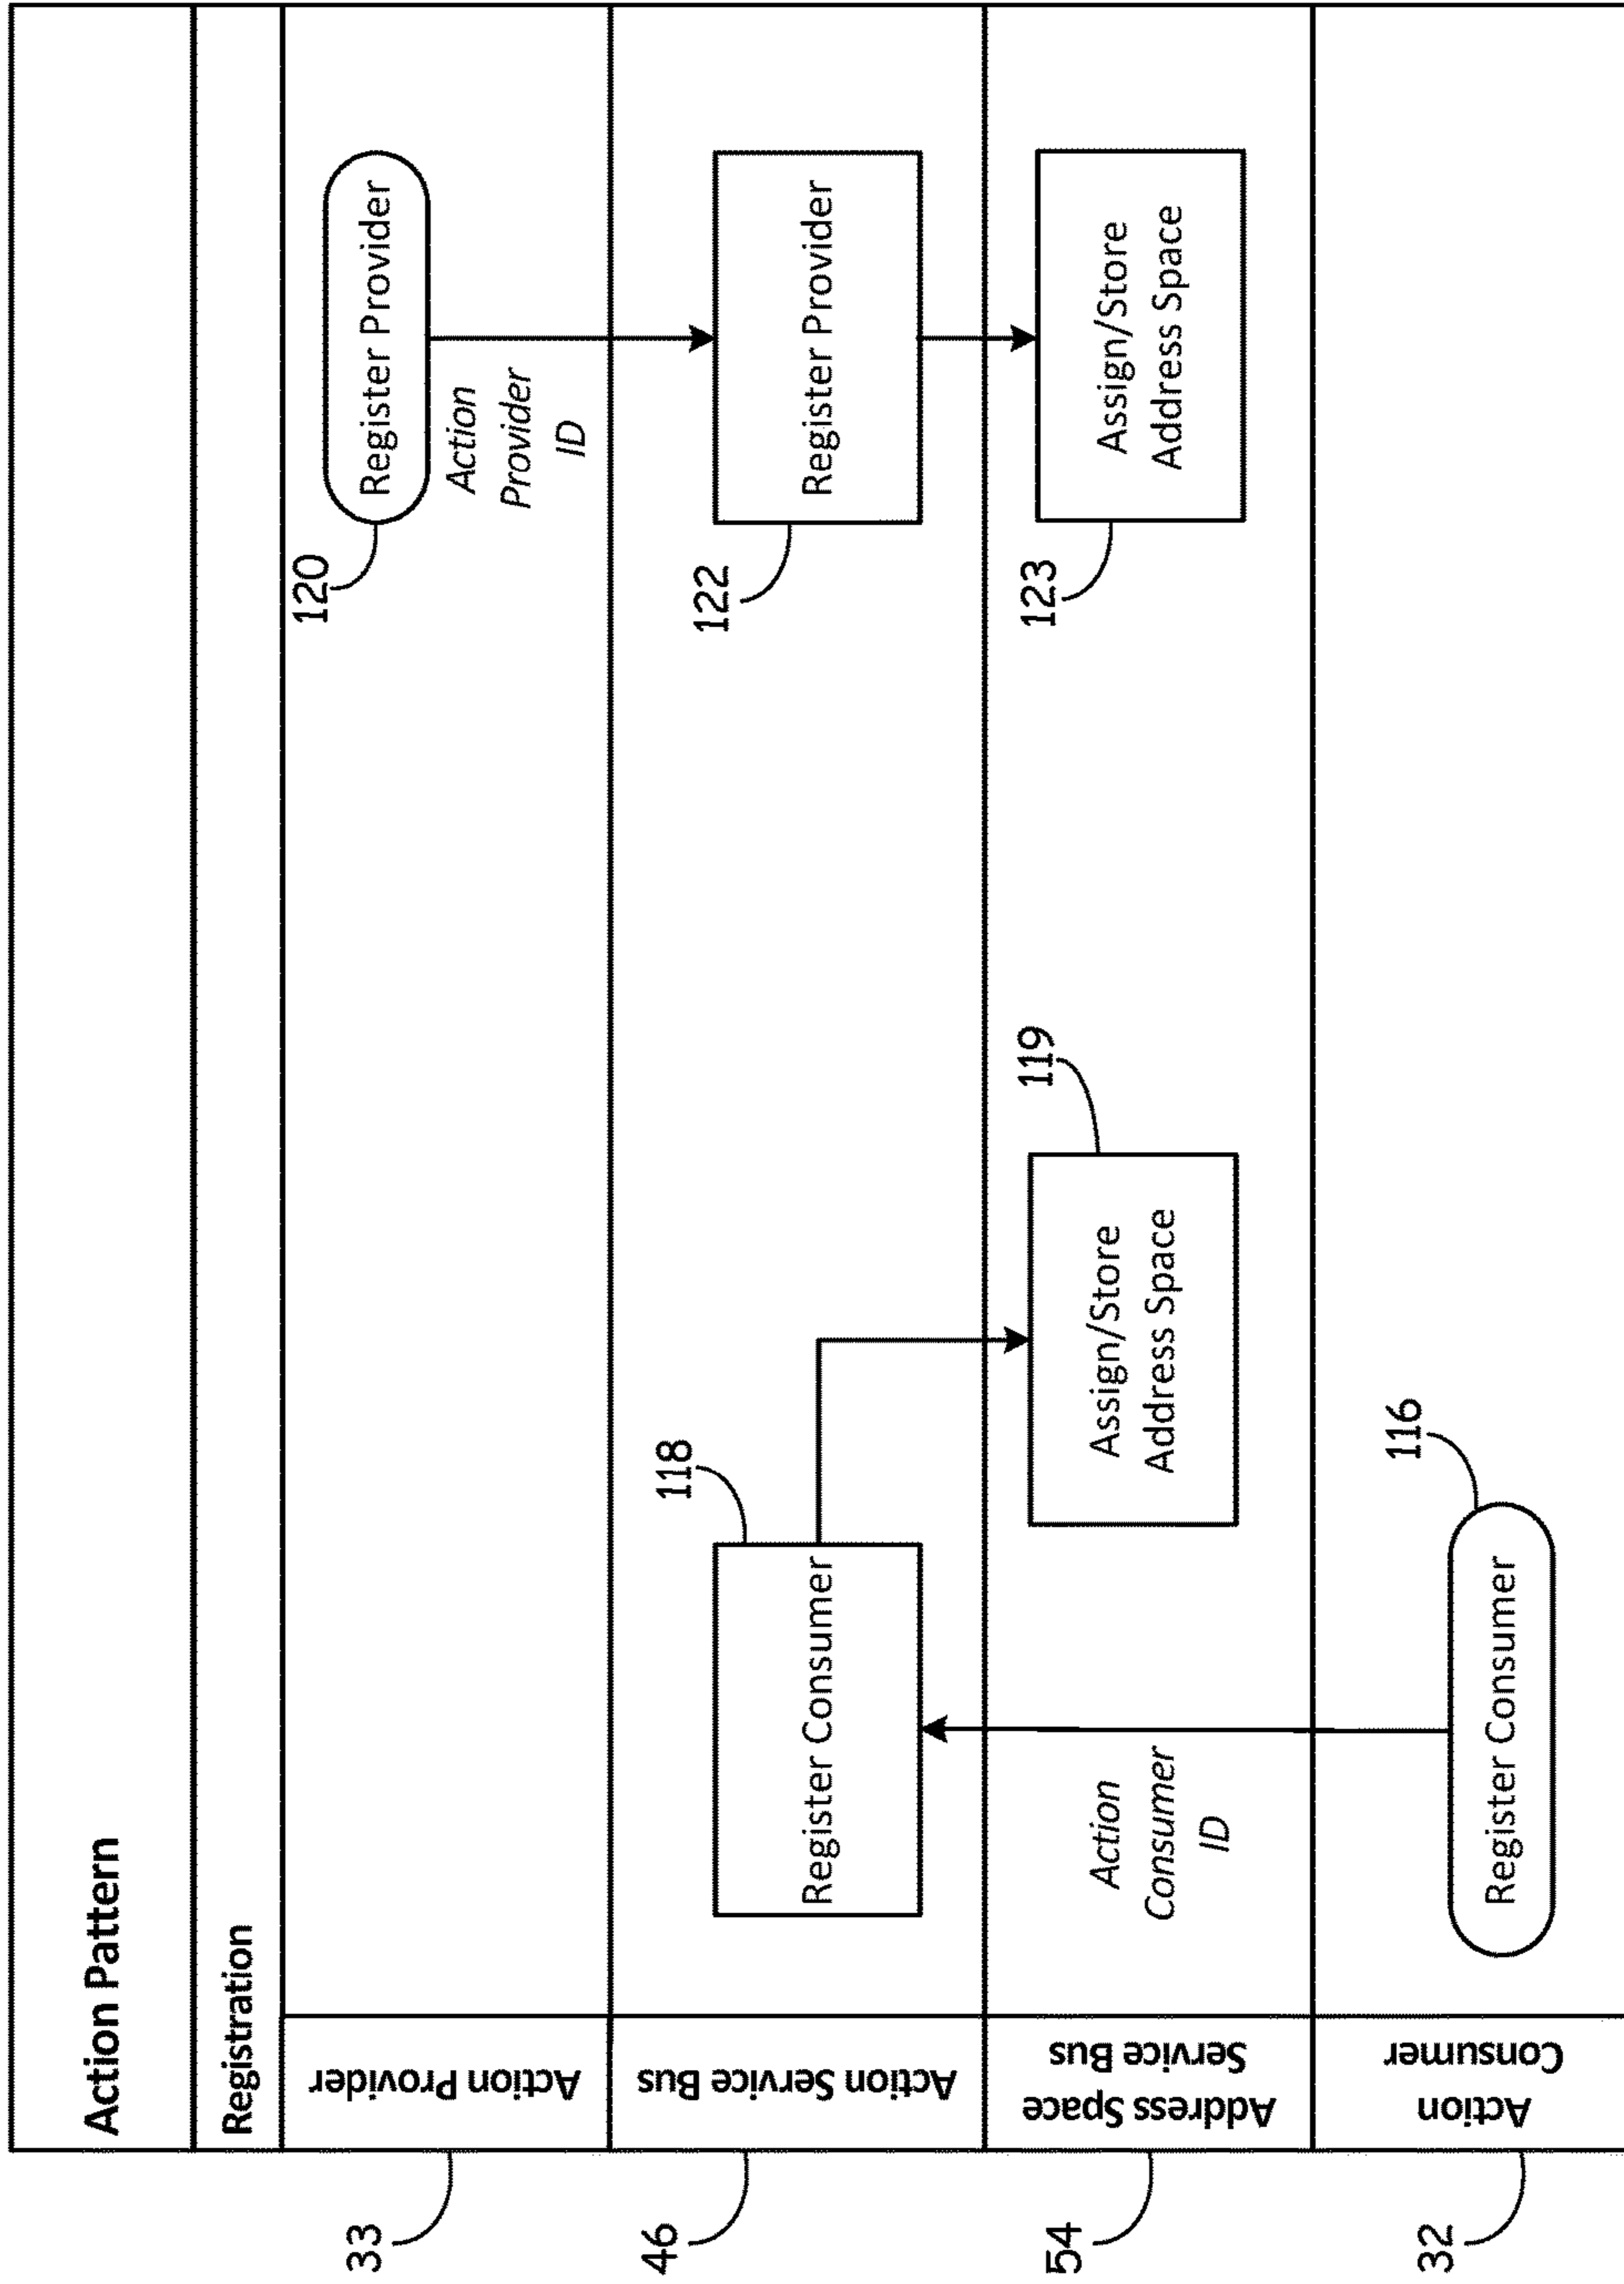 Action Pattern
Registration
33
Action Provider
120
Register Provider
Action
Provider
ID
46
Action Service Bus
118
Register Consumer
122
Register Provider
54
Address Space
Service Bus
Action
Consumer
ID
119
Assign/Store
Address Space
123
Assign/Store
Address Space
32
Action
Consumer
116
Register Consumer